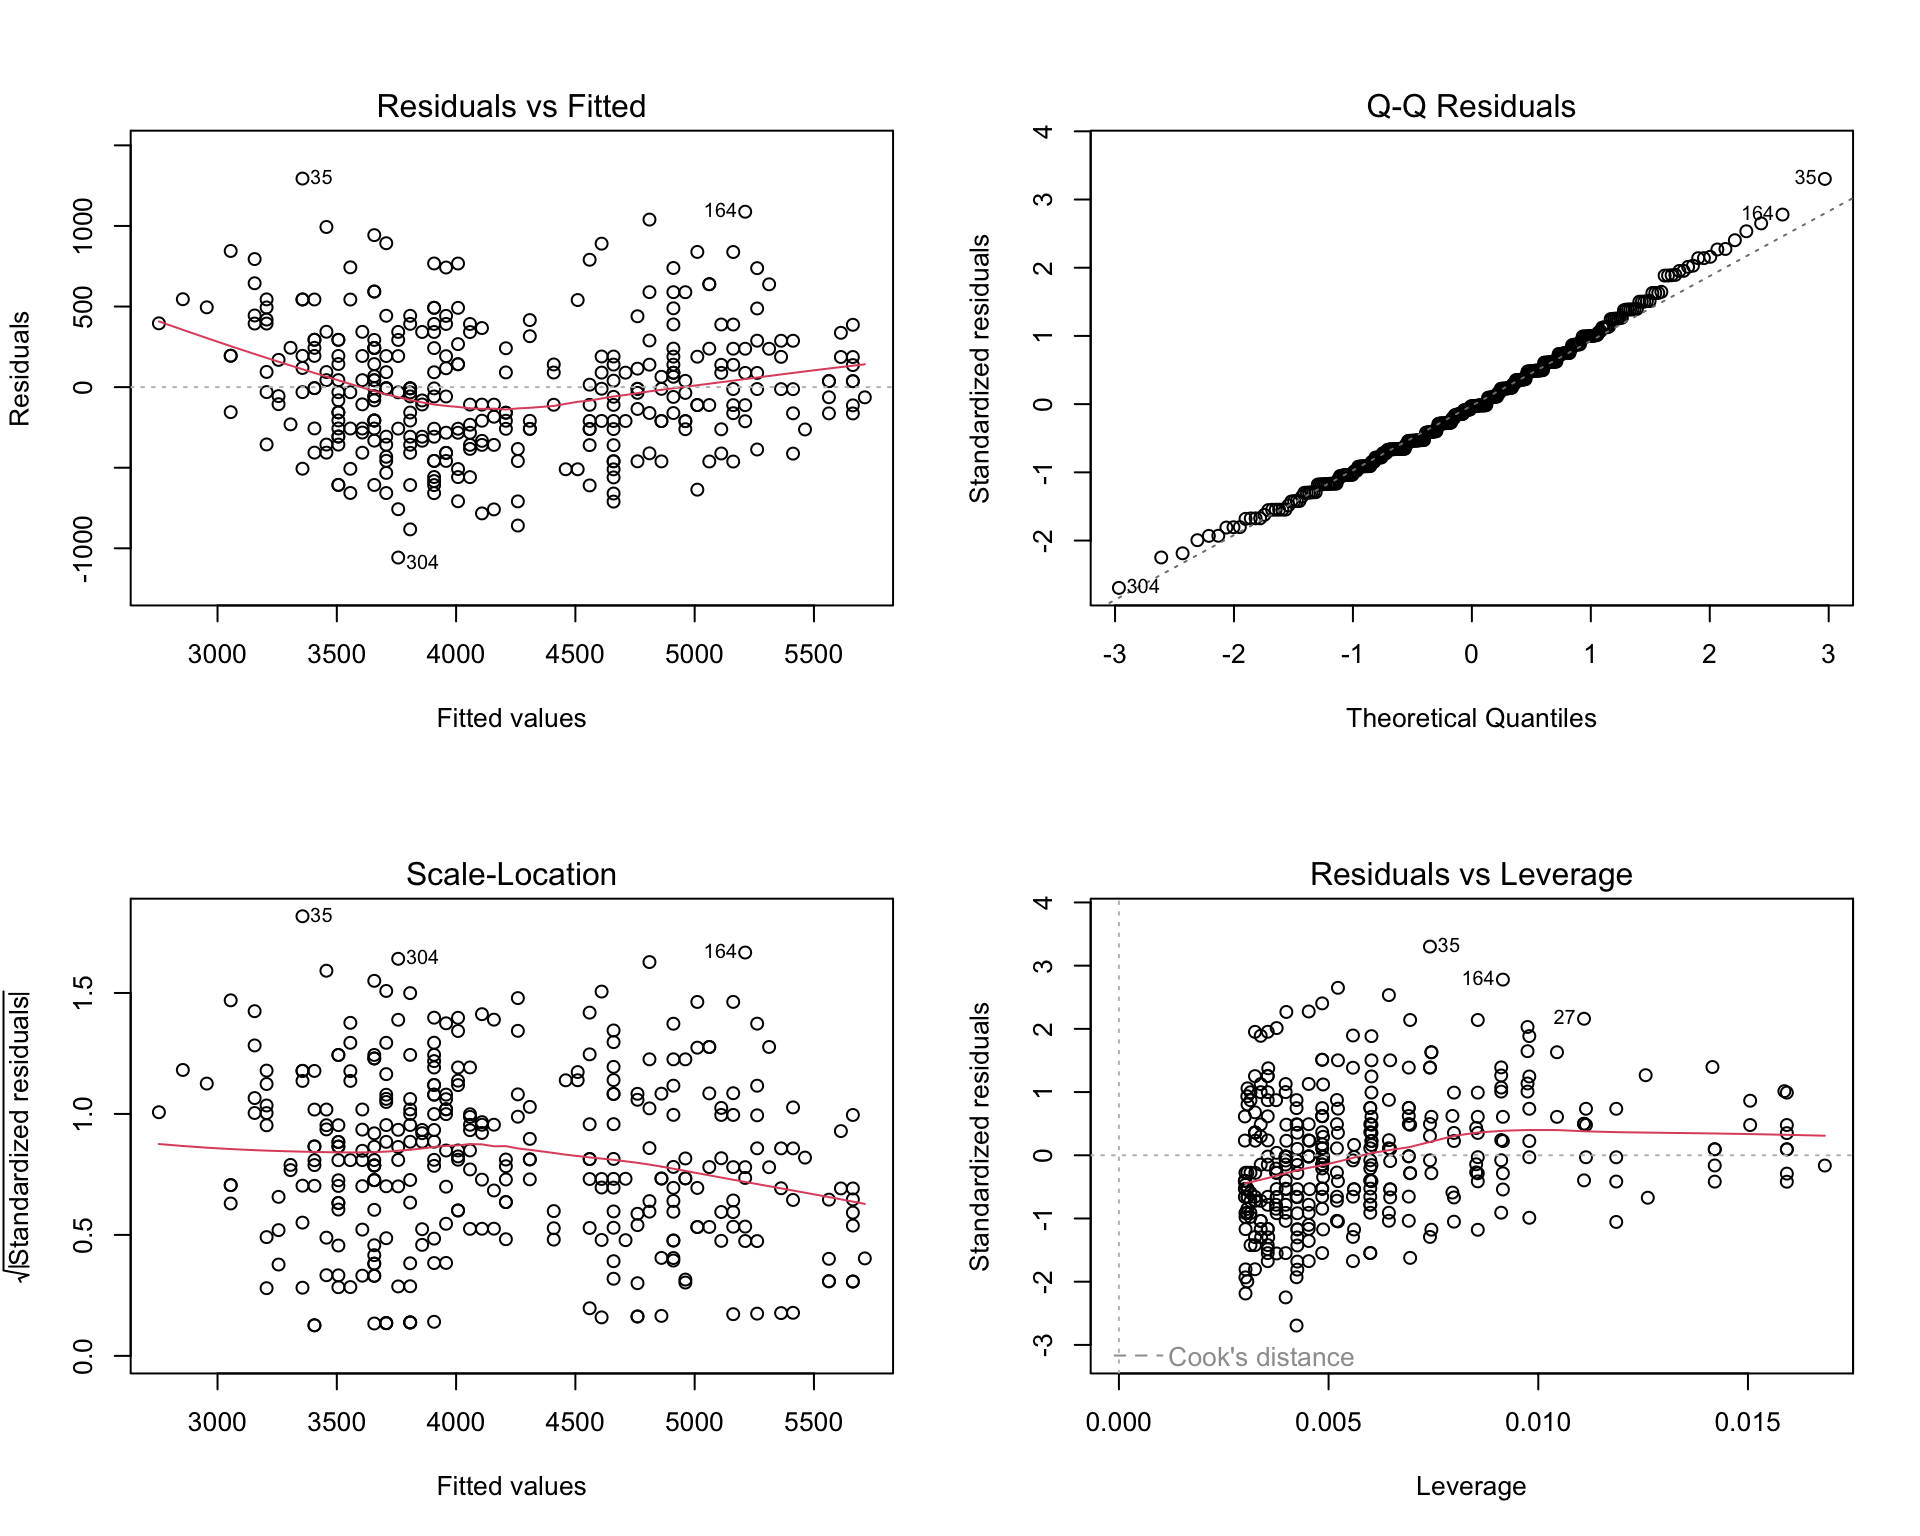 Residuals vs Fitted
Residuals
1000
500
0
-1000
35
164
304
3000 3500 4000 4500 5000 5500
Fitted values
Q-Q Residuals
Standardized residuals
4
3
2
1
0
-1
-2
35
164
304
-3 -2 -1 0 1 2 3
Theoretical Quantiles
Scale-Location
√|Standardized residuals|
1.5
1.0
0.5
0.0
35
304
164
3000 3500 4000 4500 5000 5500
Fitted values
Residuals vs Leverage
Standardized residuals
4
3
2
1
0
-1
-2
-3
35
164
27
Cook's distance
0.000 0.005 0.010 0.015
Leverage